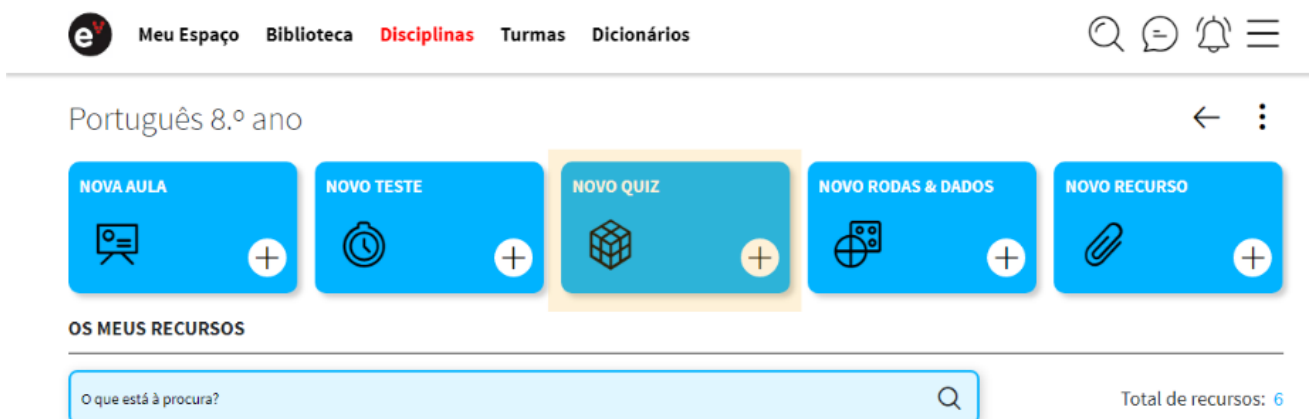 ev Meu Espaço Biblioteca Disciplinas Turmas Dicionários
Português 8.º ano
NOVA AULA NOVO TESTE NOVO QUIZ NOVO RODAS & DADOS NOVO RECURSO
OS MEUS RECURSOS
O que está à procura? Total de recursos: 6